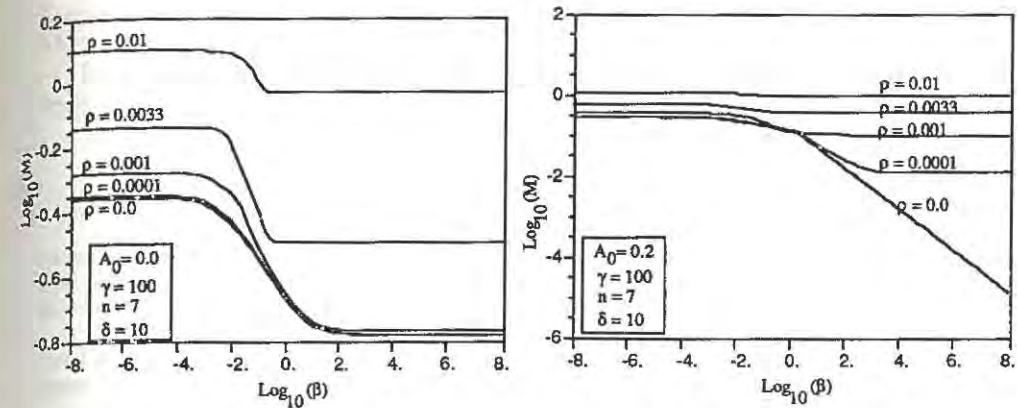 0.2
0
-0.2
-0.4
-0.6
-0.8
Log10(M)
ρ = 0.01
ρ = 0.0033
ρ = 0.001
ρ = 0.0001
ρ = 0.0
A0= 0.0
γ = 100
n = 7
δ = 10
-8. -6. -4. -2. 0. 2. 4. 6. 8.
Log10(β)
2
0
-2
-4
-6
Log10(M)
ρ = 0.01
ρ = 0.0033
ρ = 0.001
ρ = 0.0001
ρ = 0.0
A0= 0.2
γ = 100
n = 7
δ = 10
-8. -6. -4. -2. 0. 2. 4. 6. 8.
Log10(β)